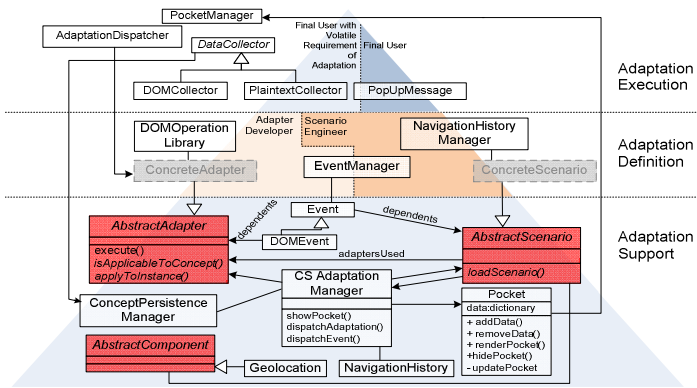 PocketManager
AdaptationDispatcher
DataCollector
Final User with
Volatile
Requirement
of
Adaptation
Final User
DOMCollector
PlaintextCollector
PopUpMessage
Adaptation
Execution
DOMOperation
Library
Adapter
Developer
Scenario
Engineer
NavigationHistory
Manager
ConcreteAdapter
EventManager
ConcreteScenario
Adaptation
Definition
AbstractAdapter
execute()
isApplicableToConcept()
applyToInstance()
dependents
Event
DOMEvent
dependents
adaptersUsed
AbstractScenario
loadScenario()
Adaptation
Support
ConceptPersistence
Manager
CS Adaptation
Manager
showPocket()
dispatchAdaptation()
dispatchEvent()
Pocket
data:dictionary
+ addData()
+ removeData()
+ renderPocket()
+hidePocket()
- updatePocket
AbstractComponent
Geolocation
NavigationHistory